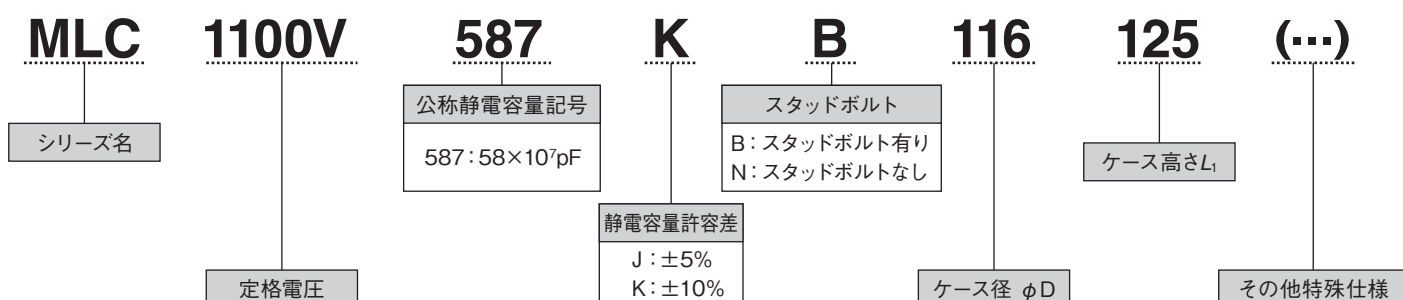 MLC 1100V 587 K B 116 125 (…)
公称静電容量記号 スタッドボルト
シリーズ名
587：58×10⁷pF
B：スタッドボルト有り
N：スタッドボルトなし
ケース高さL₁
静電容量許容差
J：±5%
K：±10%
定格電圧 ケース径 φD その他特殊仕様